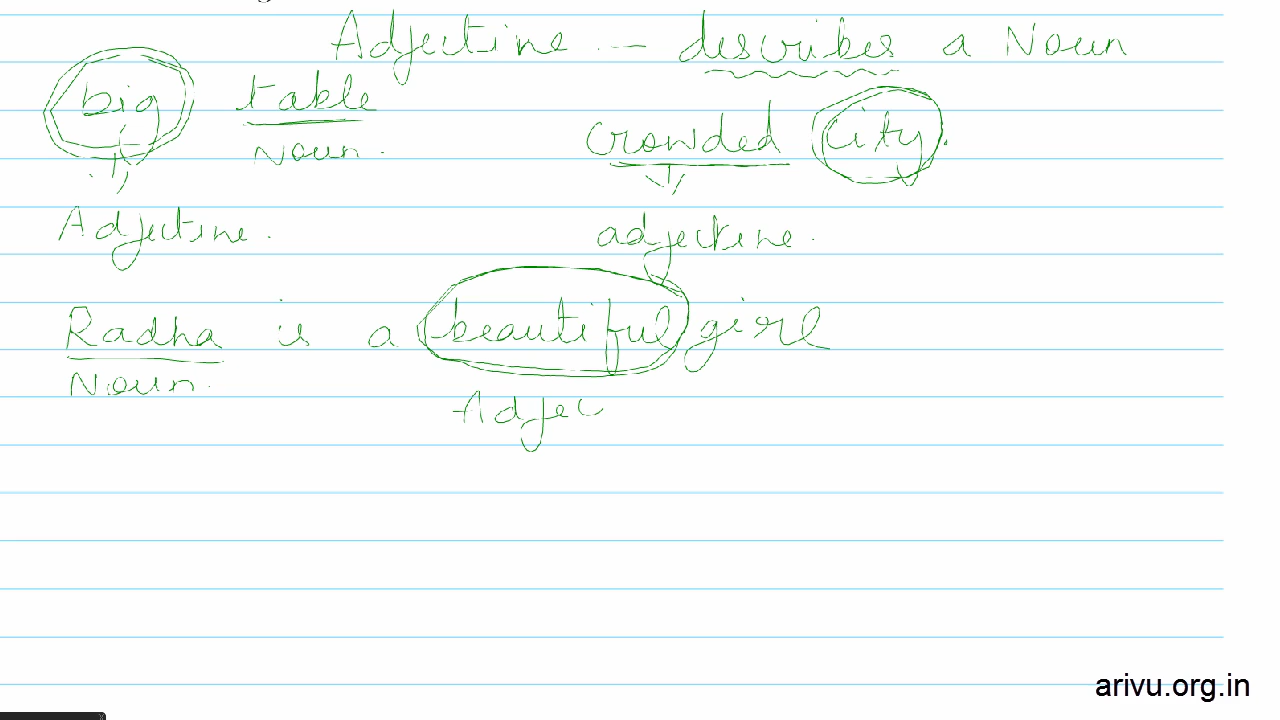 Adjective - describes a Noun
big table
Noun.
crowded city.
Adjective.
adjective.
Radha is a beautiful girl
Noun.
Adjec
arivu.org.in